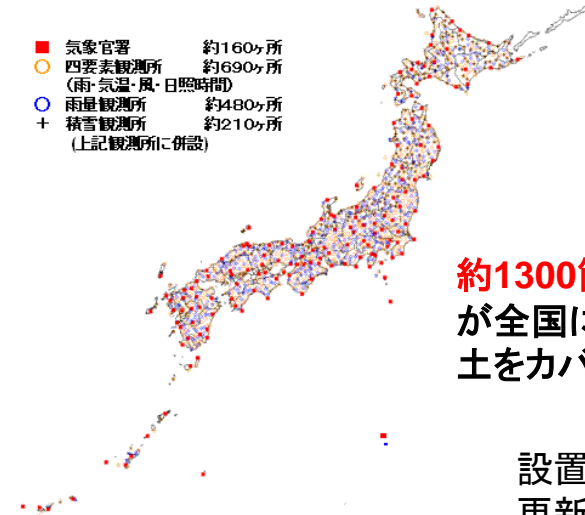 気象官署 約160ヶ所
四要素観測所 約690ヶ所
(雨・気温・風・日照時間)
雨量観測所 約480ヶ所
積雪観測所 約210ヶ所
(上記観測所に併設)
約1300
が全国に
土をカバ
設置
更新